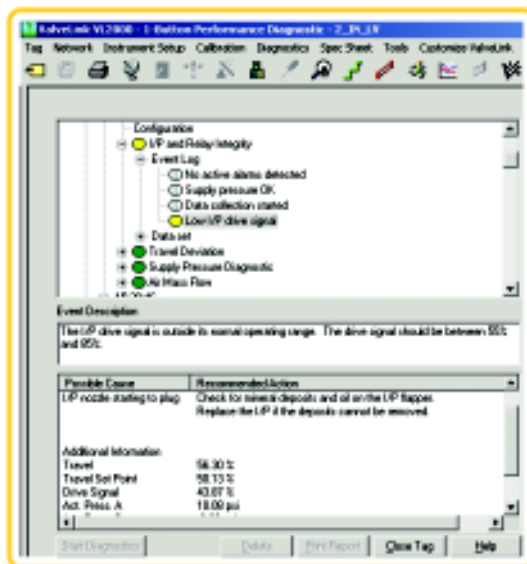 ValveLink VL2000 - 1-Button Performance Diagnostic - 2_IN_LV
Tag Network Instrument Setup Calibration Diagnostics Spec Sheet Tools Customize ValveLink
Configuration
I/P and Relay Integrity
Event Log
No active alarms detected
Supply pressure OK
Data collection started
Low I/P drive signal
Data set
Travel Deviation
Supply Pressure Diagnostic
Air Mass Flow
Event Description
The I/P drive signal is outside its normal operating range. The drive signal should be between 55%
and 85%.
Possible Cause Recommended Action
I/P nozzle starting to plug Check for mineral deposits and oil on the I/P flapper.
Replace the I/P if the deposits cannot be removed.
Additional Information
Travel 56.30 %
Travel Set Point 58.13 %
Drive Signal 43.87 %
Act. Press. A psi
Start Diagnostics Delete Print Report Close Tag Help